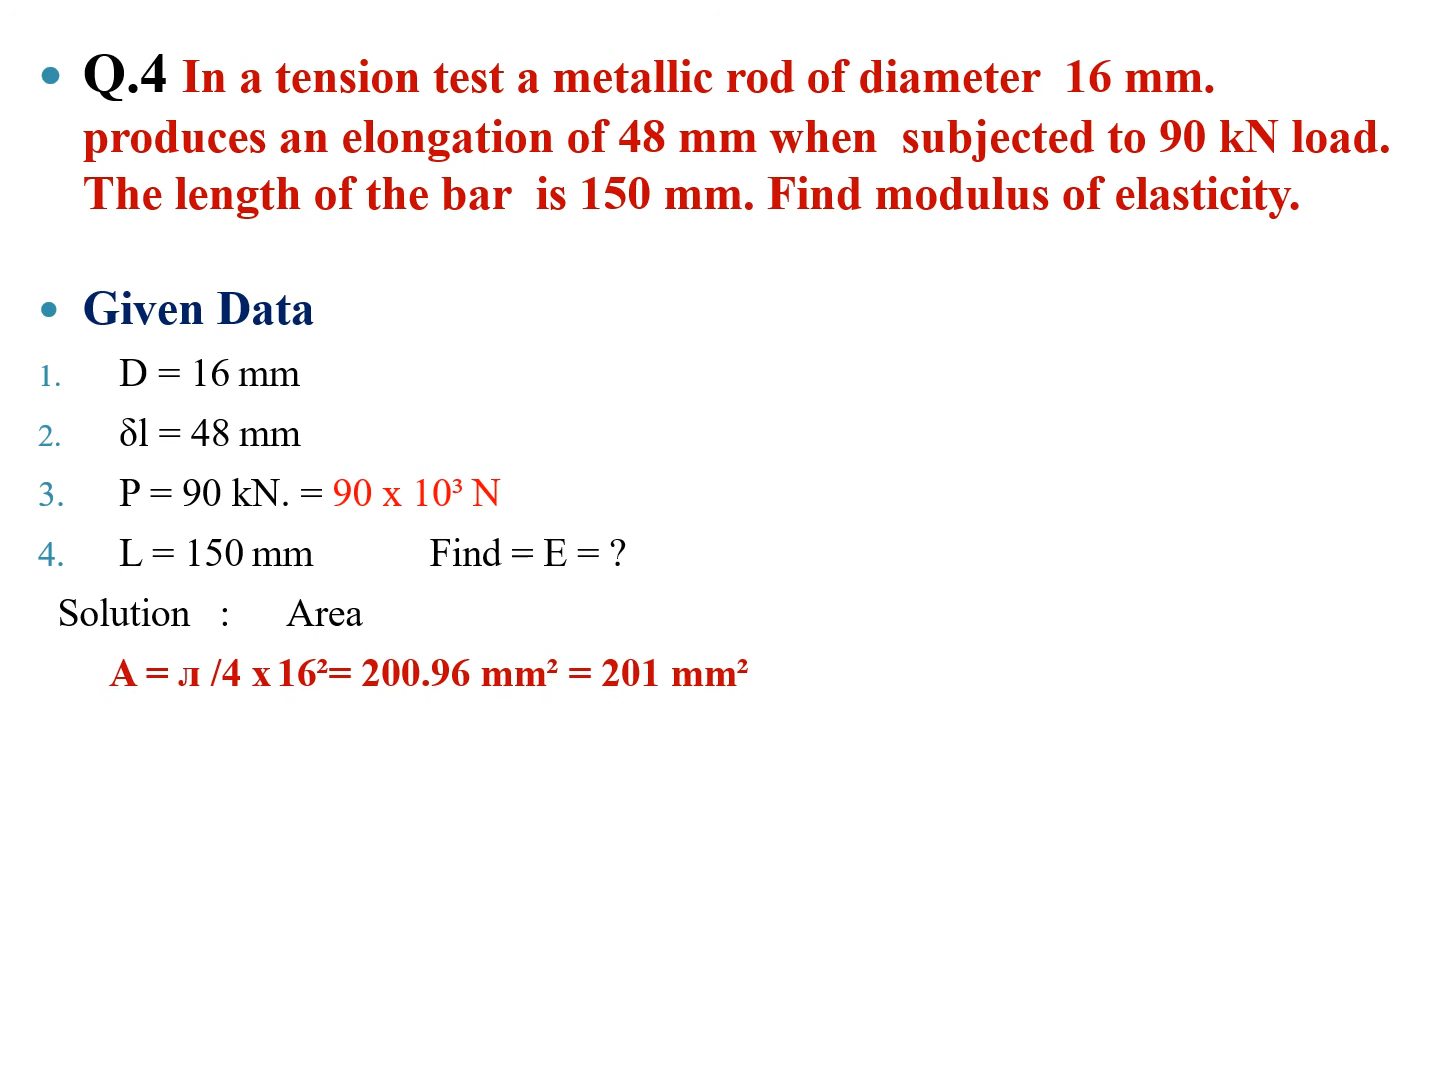 • Q.4 In a tension test a metallic rod of diameter 16 mm.
produces an elongation of 48 mm when subjected to 90 kN load.
The length of the bar is 150 mm. Find modulus of elasticity.
• Given Data
1. D = 16 mm
2. δl = 48 mm
3. P = 90 kN. = 90 x 10³ N
4. L = 150 mm Find = E = ?
Solution : Area
A = л /4 x 16²= 200.96 mm² = 201 mm²